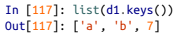 In [117]: list(d1.keys())
Out[117]: ['a', 'b', 7]